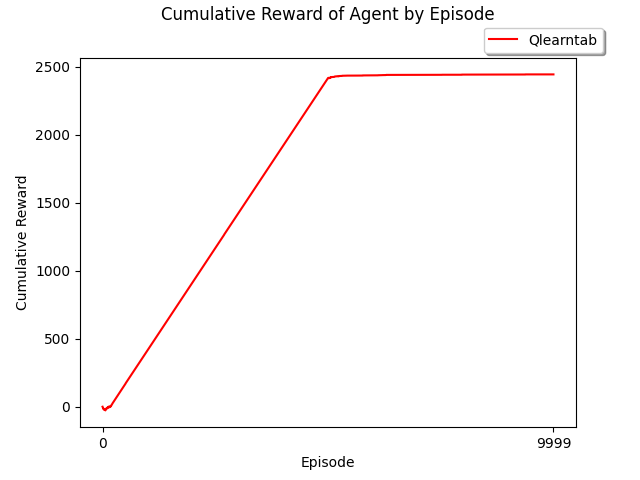 Cumulative Reward of Agent by Episode
Qlearntab
2500
2000
1500
1000
500
0
Cumulative Reward
0
9999
Episode